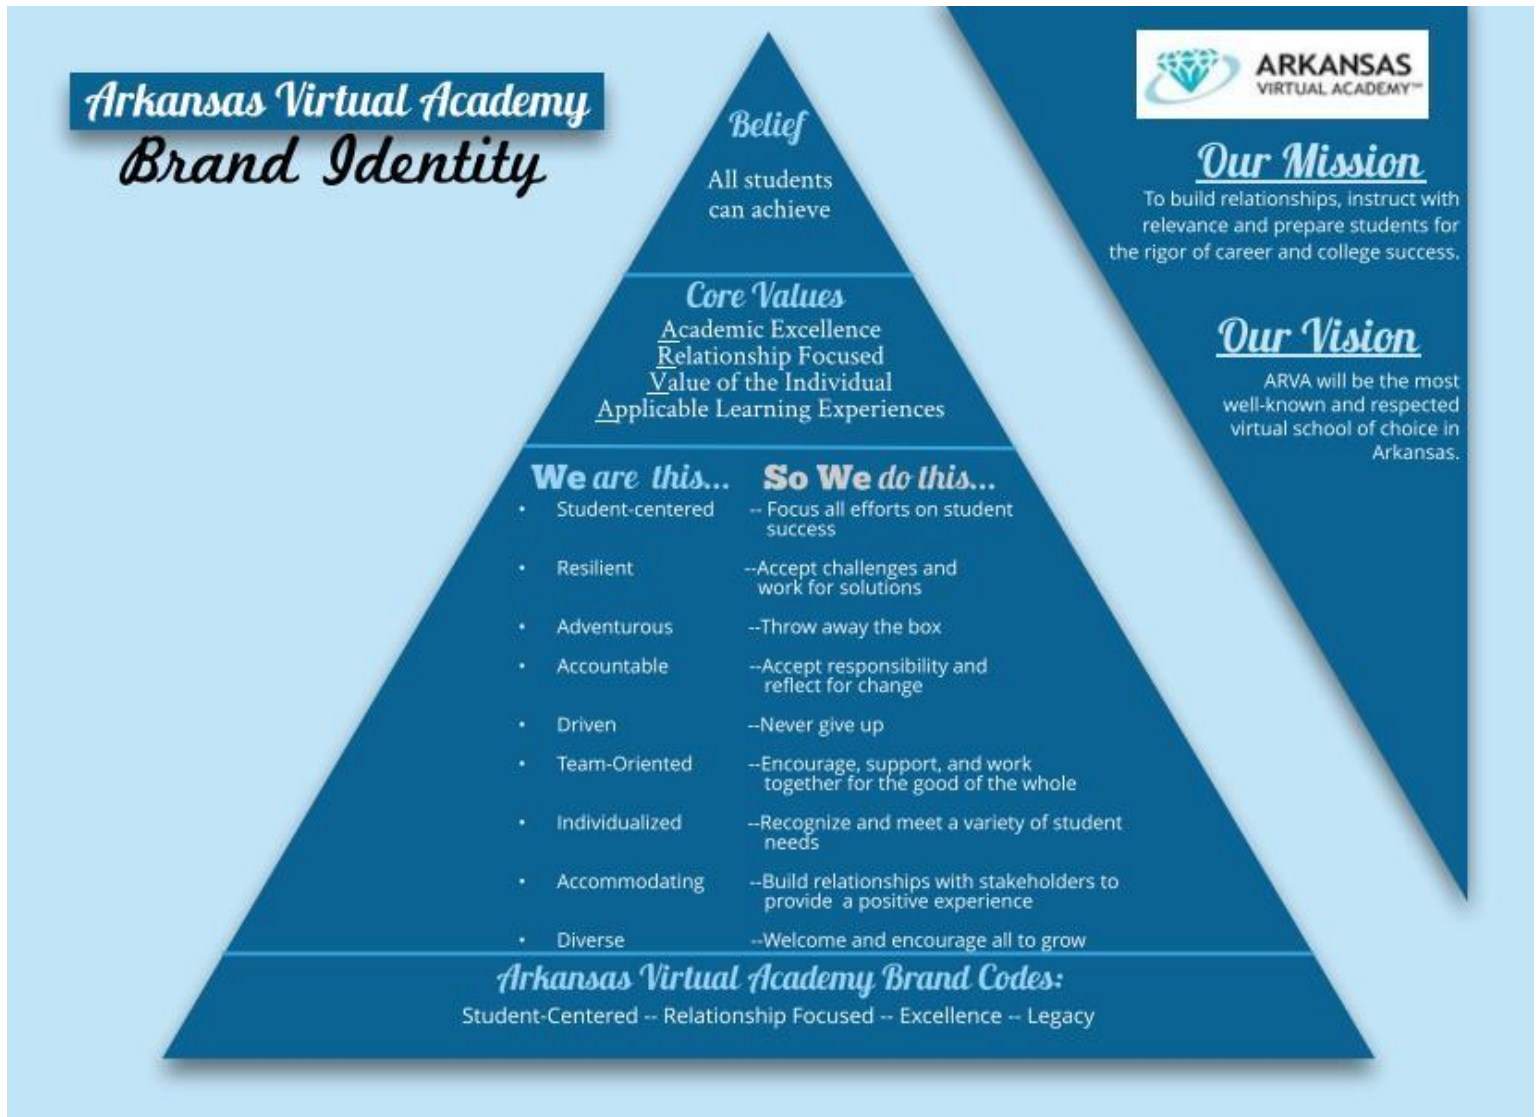 Arkansas Virtual Academy
Brand Identity
Belief
All students
can achieve
Core Values
Academic Excellence
Relationship Focused
Value of the Individual
Applicable Learning Experiences
We are this... So We do this...
• Student-centered -- Focus all efforts on student
success
• Resilient --Accept challenges and
work for solutions
• Adventurous --Throw away the box
• Accountable --Accept responsibility and
reflect for change
• Driven --Never give up
• Team-Oriented --Encourage, support, and work
together for the good of the whole
• Individualized --Recognize and meet a variety of student
needs
• Accommodating --Build relationships with stakeholders to
provide a positive experience
• Diverse --Welcome and encourage all to grow
Arkansas Virtual Academy Brand Codes:
Student-Centered -- Relationship Focused -- Excellence -- Legacy
ARKANSAS
VIRTUAL ACADEMY™
Our Mission
To build relationships, instruct with
relevance and prepare students for
the rigor of career and college success.
Our Vision
ARVA will be the most
well-known and respected
virtual school of choice in
Arkansas.